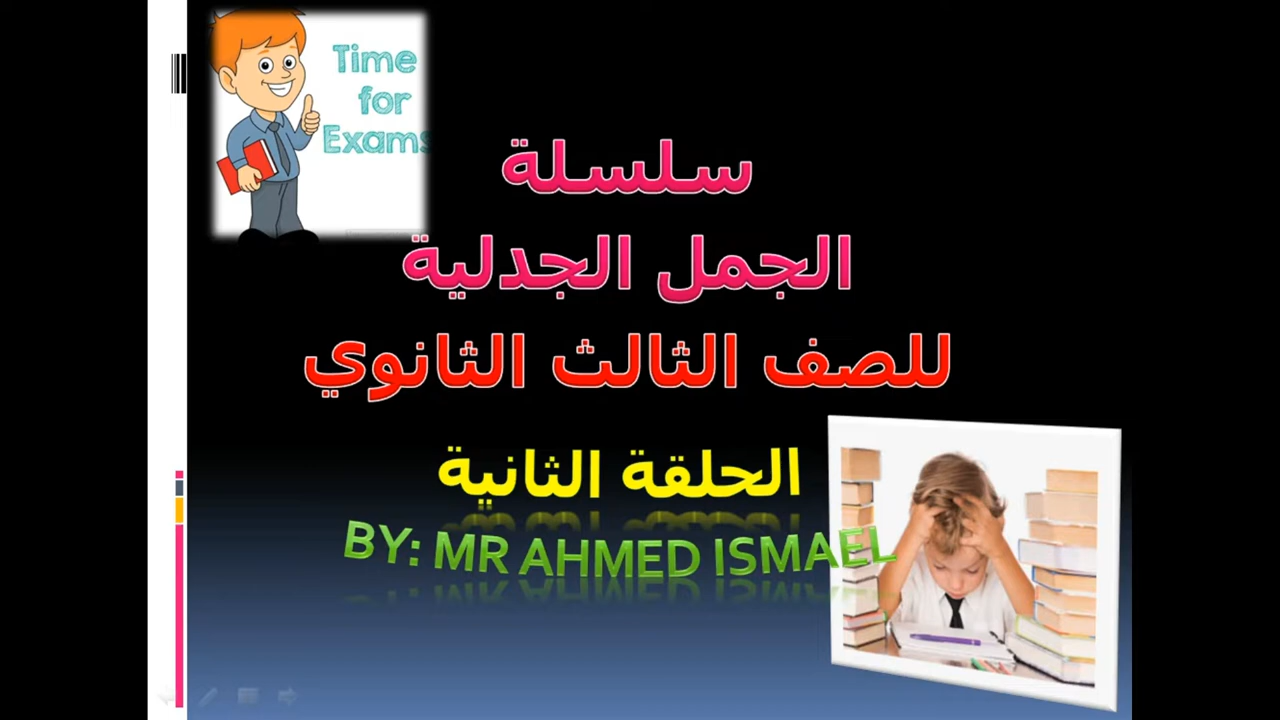 Time
for
Exams
سلسلة
الجمل الجدلية
للصف الثالث الثانوي
الحلقة الثانية
BY: MR AHMED ISMAEL